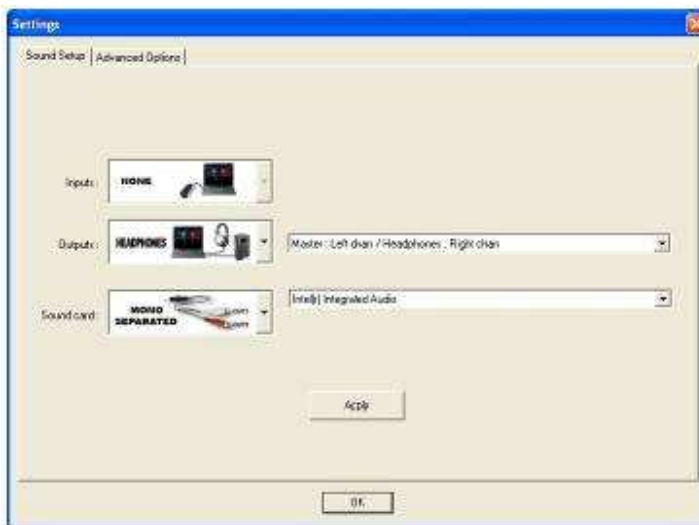 Settings
Sound Setup
Advanced Options
Inputs:
NONE
Outputs:
HEADPHONES
Master : Left chan / Headphones : Right chan
Sound card:
MONO
SEPARATED
Intel(r) Integrated Audio
Apply
OK